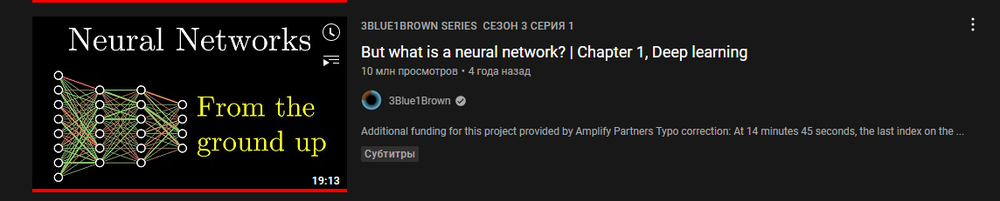 Neural Networks
From the
ground up
19:13
3BLUE1BROWN SERIES СЕЗОН 3 СЕРИЯ 1
But what is a neural network? | Chapter 1, Deep learning
10 млн просмотров • 4 года назад
3Blue1Brown
Additional funding for this project provided by Amplify Partners Typo correction: At 14 minutes 45 seconds, the last index on the ...
Субтитры